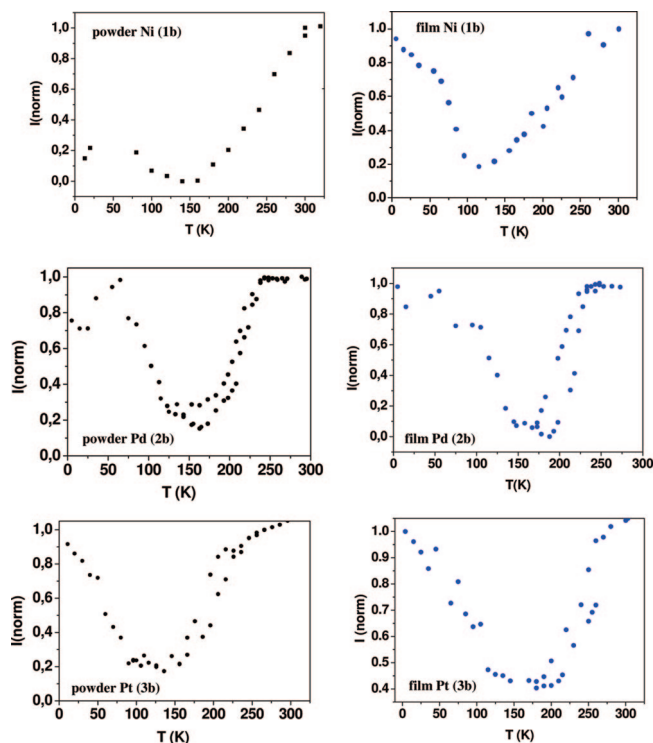 powder Ni (1b)
I(norm)
1,0
0,8
0,6
0,4
0,2
0,0
0 50 100 150 200 250 300
T (K)
film Ni (1b)
I(norm)
1,0
0,8
0,6
0,4
0,2
0,0
0 50 100 150 200 250 300
T (K)
powder Pd (2b)
I(norm)
1,0
0,8
0,6
0,4
0,2
0,0
0 50 100 150 200 250 300
T (K)
film Pd (2b)
I(norm)
1,0
0,8
0,6
0,4
0,2
0,0
0 50 100 150 200 250 300
T(K)
powder Pt (3b)
I(norm)
1,0
0,8
0,6
0,4
0,2
0,0
0 50 100 150 200 250 300
T (K)
film Pt (3b)
I (norm)
1.0
0.9
0.8
0.7
0.6
0.5
0.4
0 50 100 150 200 250 300
T (K)